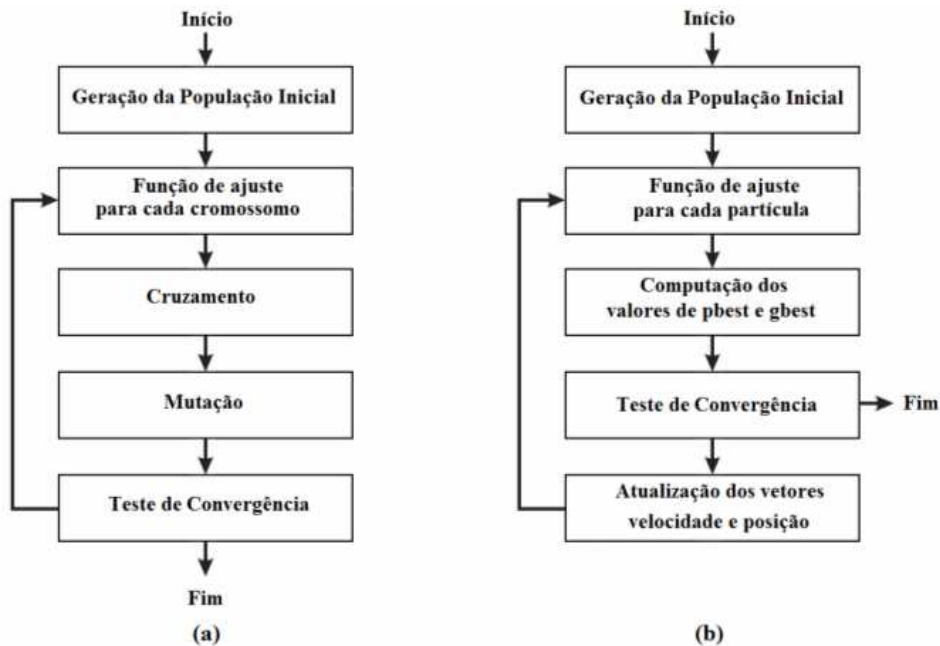 Início
Geração da População Inicial
Função de ajuste
para cada cromossomo
Cruzamento
Mutação
Teste de Convergência
Fim
(a)
Início
Geração da População Inicial
Função de ajuste
para cada partícula
Computação dos
valores de pbest e gbest
Teste de Convergência
Fim
Atualização dos vetores
velocidade e posição
(b)